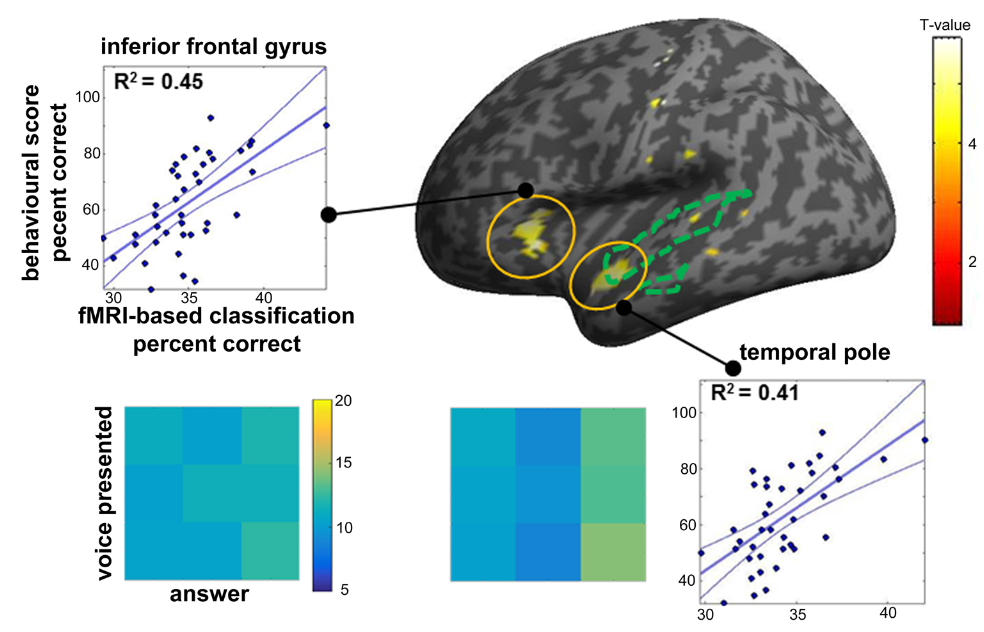 T-value
inferior frontal gyrus
R² = 0.45
100
80
60
40
30
35
40
behavioural score
pecent correct
fMRI-based classification
percent correct
4
2
temporal pole
R² = 0.41
100
80
60
40
30
35
40
voice presented
answer
20
15
10
5